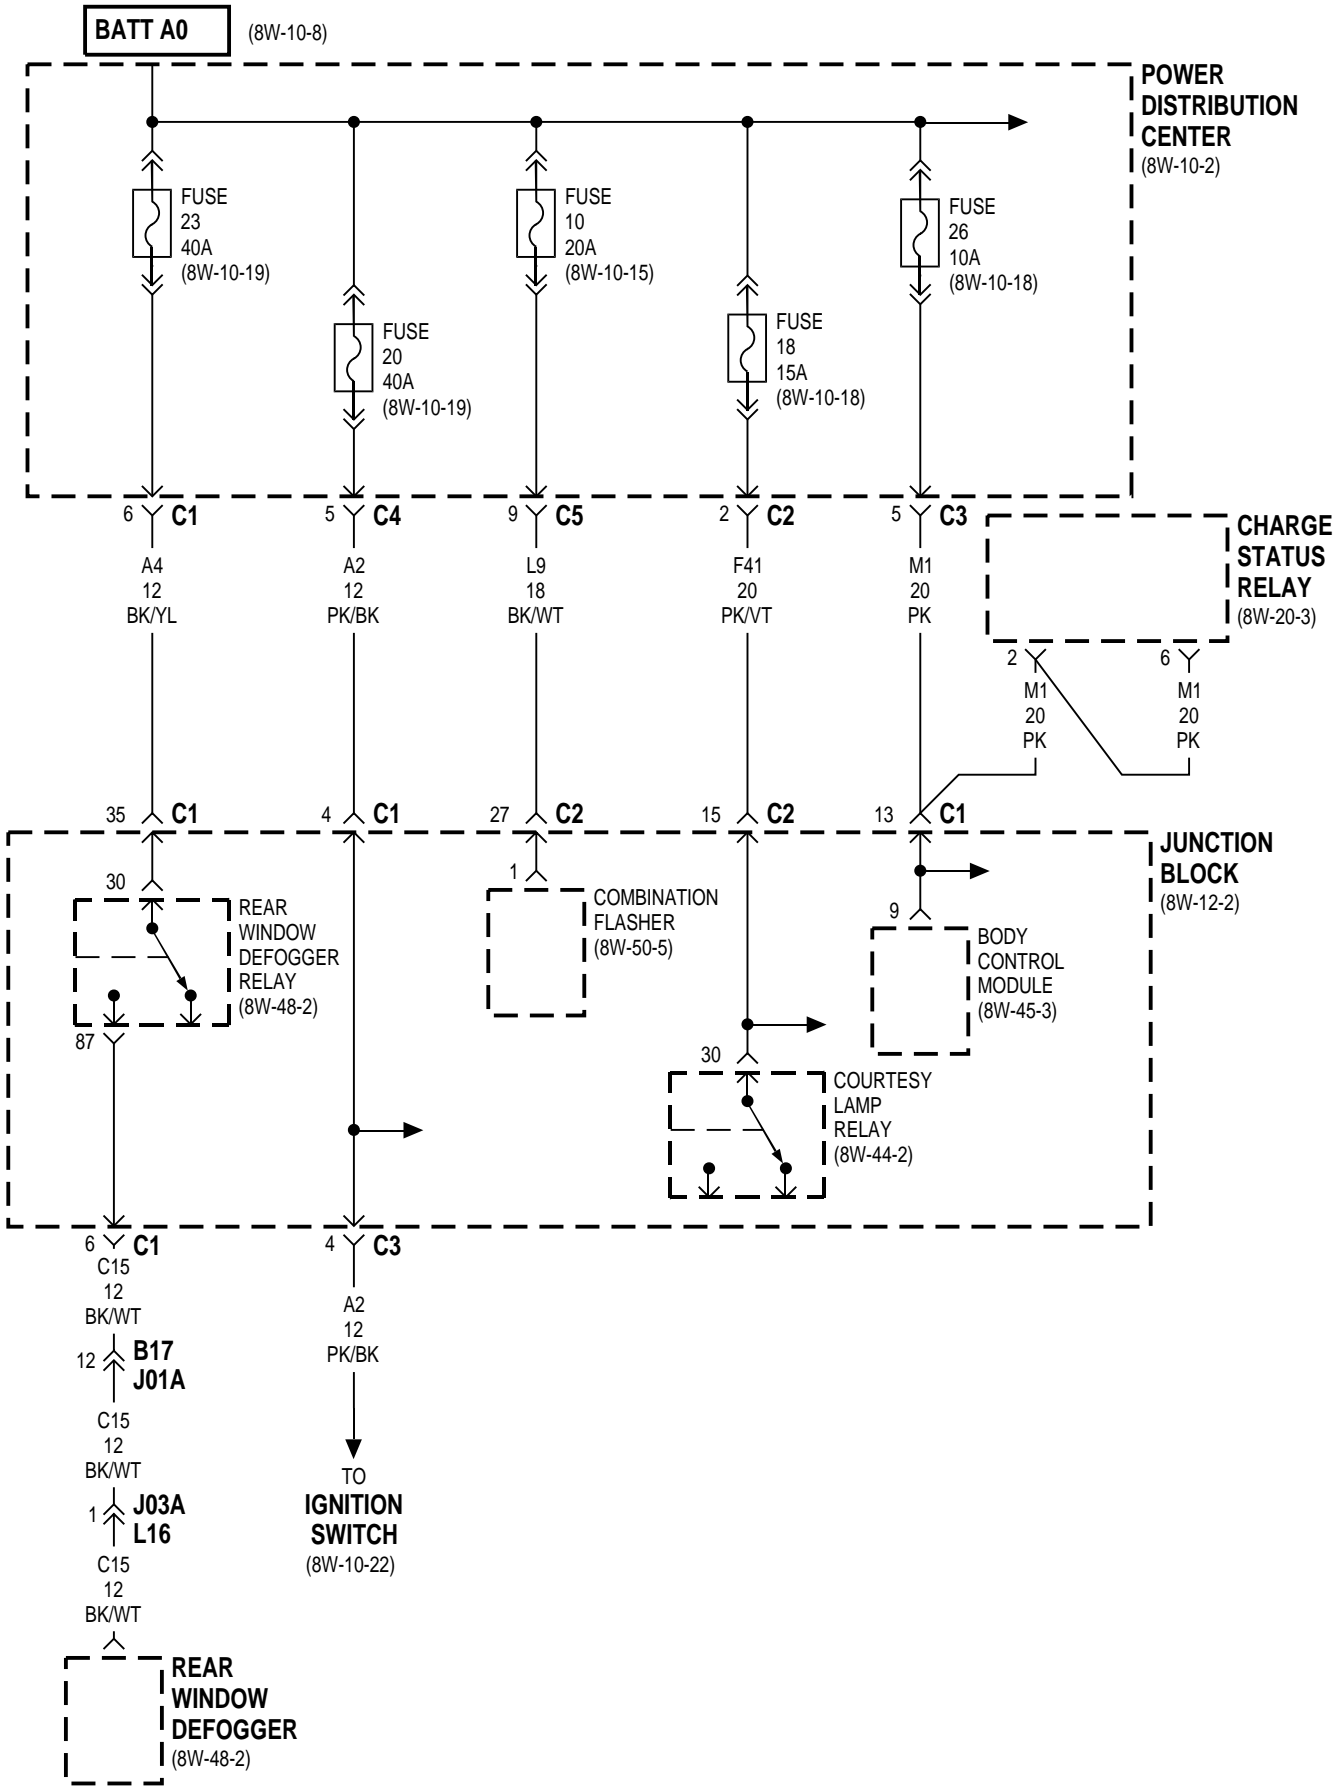 BATT A0
(8W-10-8)
POWER
DISTRIBUTION
CENTER
(8W-10-2)
FUSE
23
40A
(8W-10-19)
FUSE
20
40A
(8W-10-19)
FUSE
10
20A
(8W-10-15)
FUSE
18
15A
(8W-10-18)
FUSE
26
10A
(8W-10-18)
6 C1
5 C4
9 C5
2 C2
5 C3
A4
12
BK/YL
A2
12
PK/BK
L9
18
BK/WT
F41
20
PK/VT
M1
20
PK
CHARGE
STATUS
RELAY
(8W-20-3)
2
6
M1
20
PK
M1
20
PK
35 C1
4 C1
27 C2
15 C2
13 C1
JUNCTION
BLOCK
(8W-12-2)
30
REAR
WINDOW
DEFOGGER
RELAY
(8W-48-2)
87
1
COMBINATION
FLASHER
(8W-50-5)
9
BODY
CONTROL
MODULE
(8W-45-3)
30
COURTESY
LAMP
RELAY
(8W-44-2)
6 C1
4 C3
C15
12
BK/WT
12
B17
J01A
C15
12
BK/WT
1
J03A
L16
C15
12
BK/WT
REAR
WINDOW
DEFOGGER
(8W-48-2)
A2
12
PK/BK
TO
IGNITION
SWITCH
(8W-10-22)